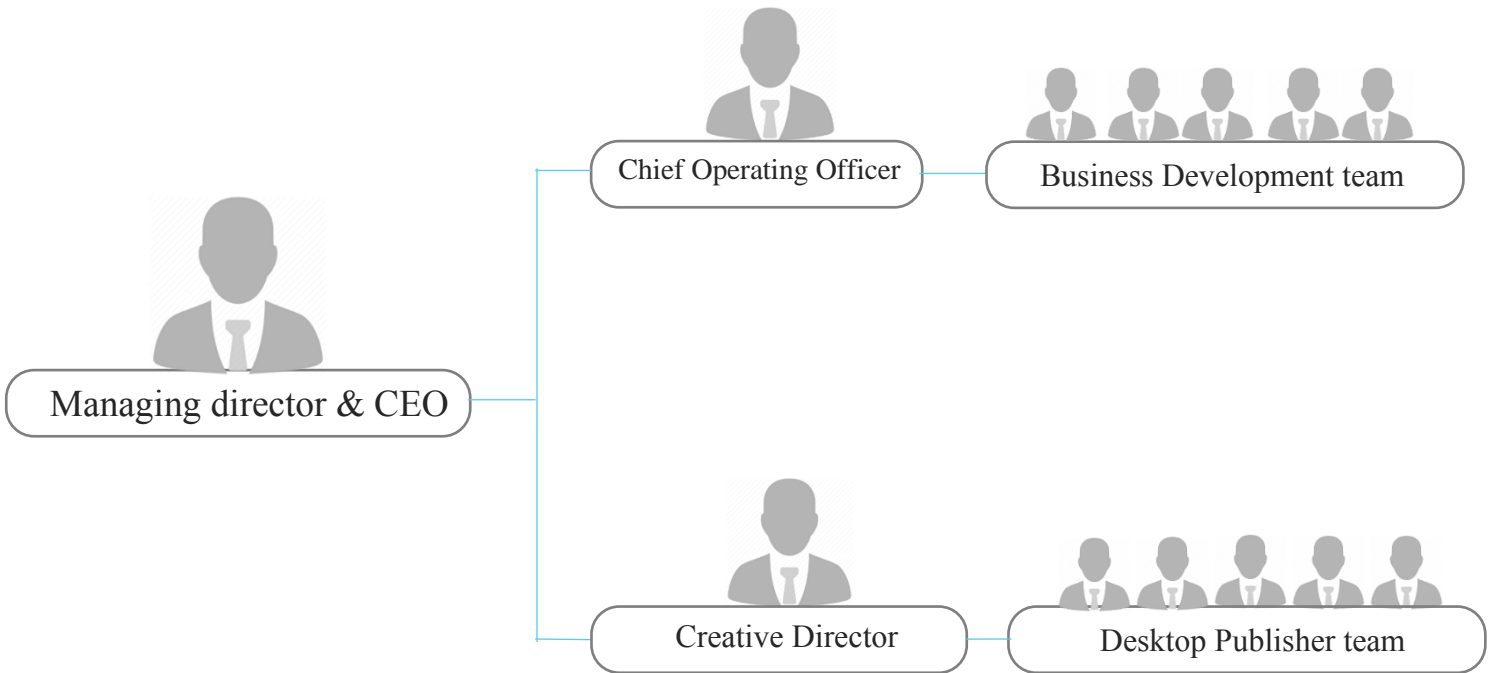 Chief Operating Officer
Business Development team
Managing director & CEO
Creative Director
Desktop Publisher team